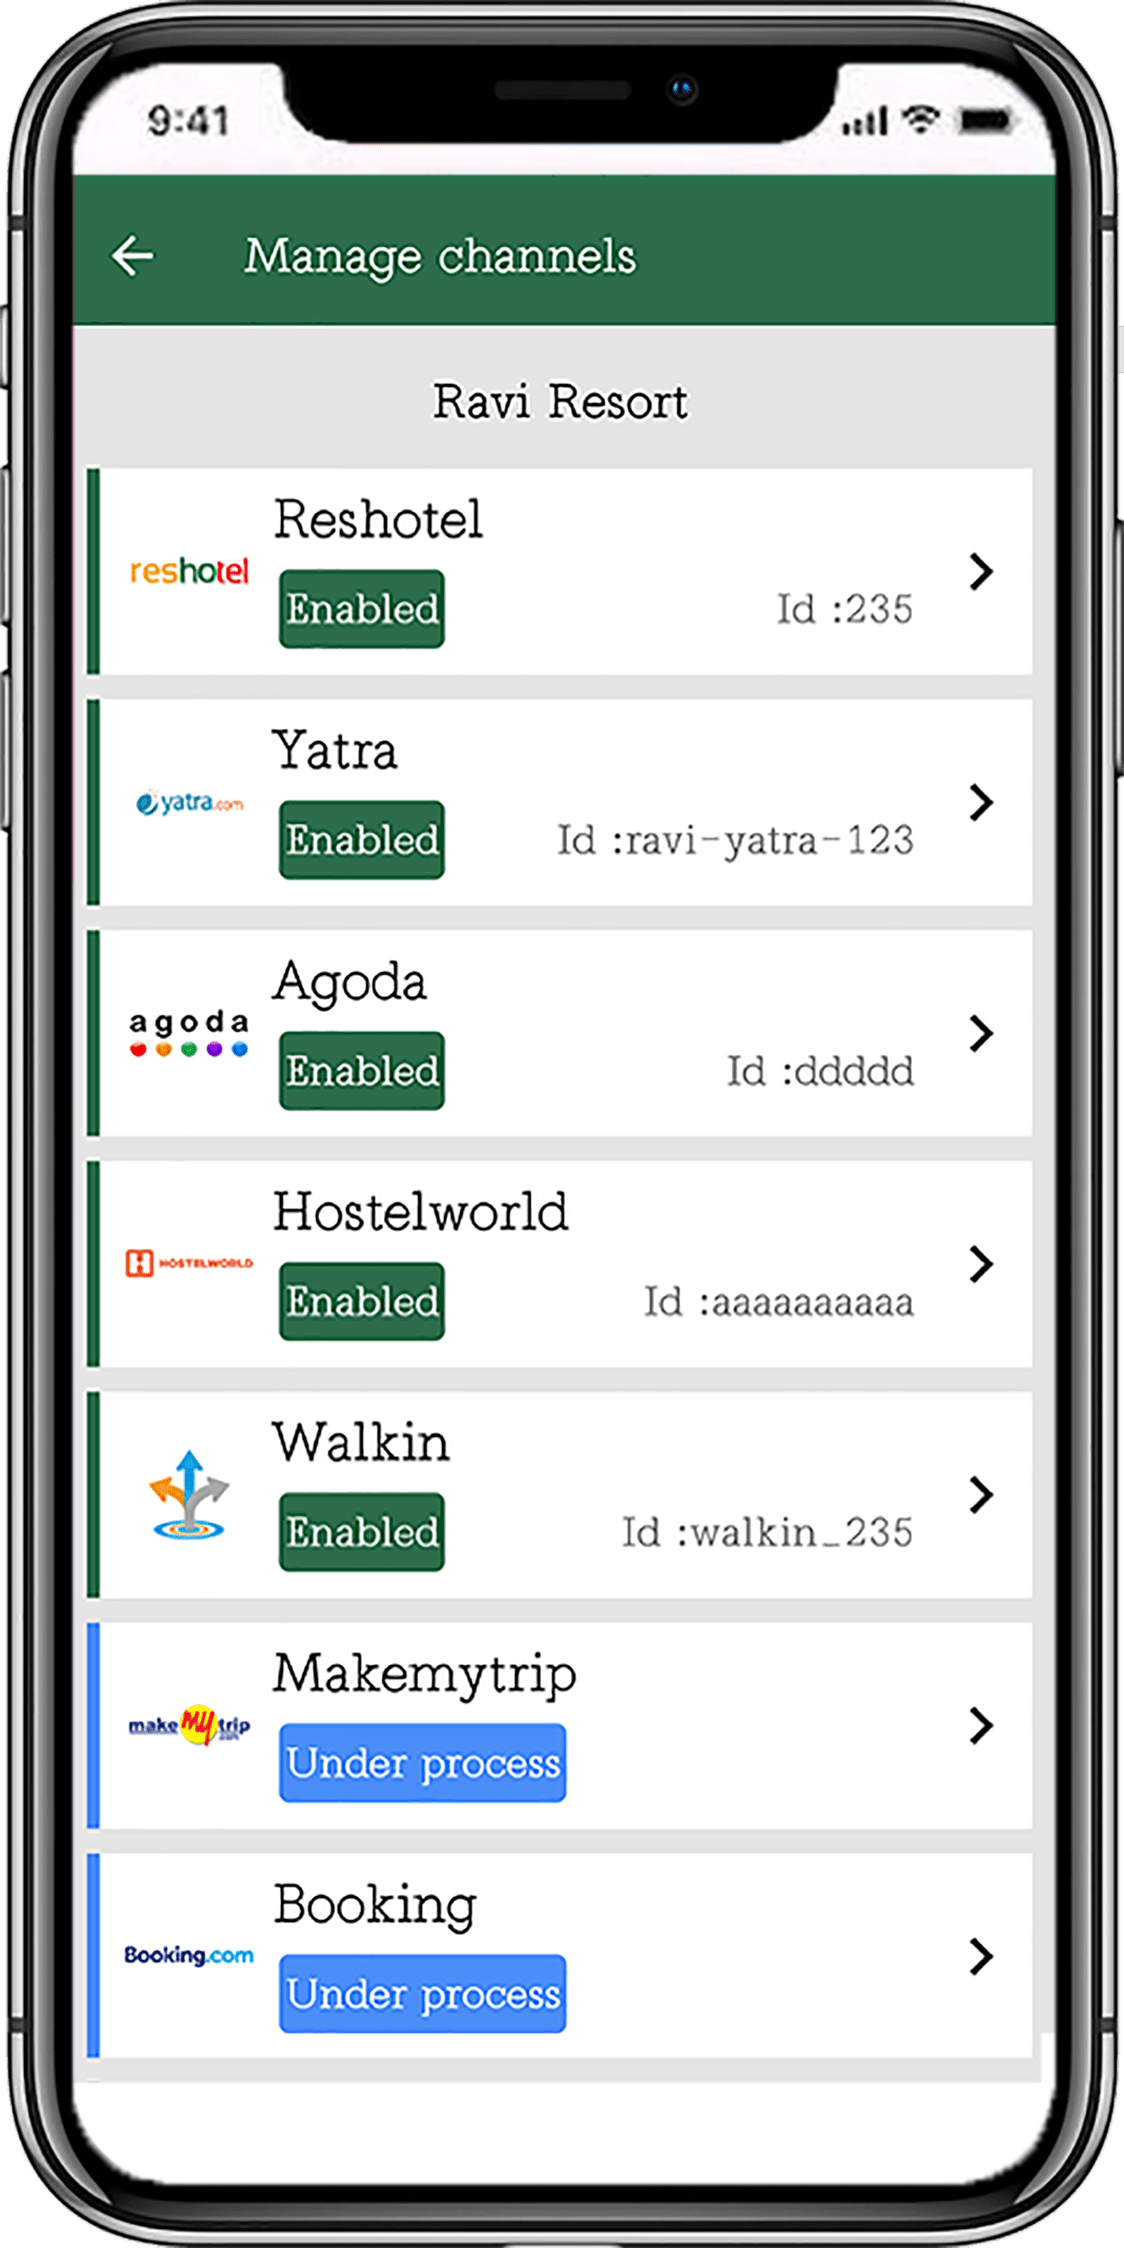 9:41
Manage channels
Ravi Resort
Reshotel
reshotel
Enabled
Id :235
Yatra
yatra.com
Enabled
Id :ravi-yatra-123
Agoda
agoda
Enabled
Id :ddddd
Hostelworld
HOSTELWORLD
Enabled
Id :aaaaaaaaaa
Walkin
Enabled
Id :walkin_235
Makemytrip
make my trip
Under process
Booking
Booking.com
Under process